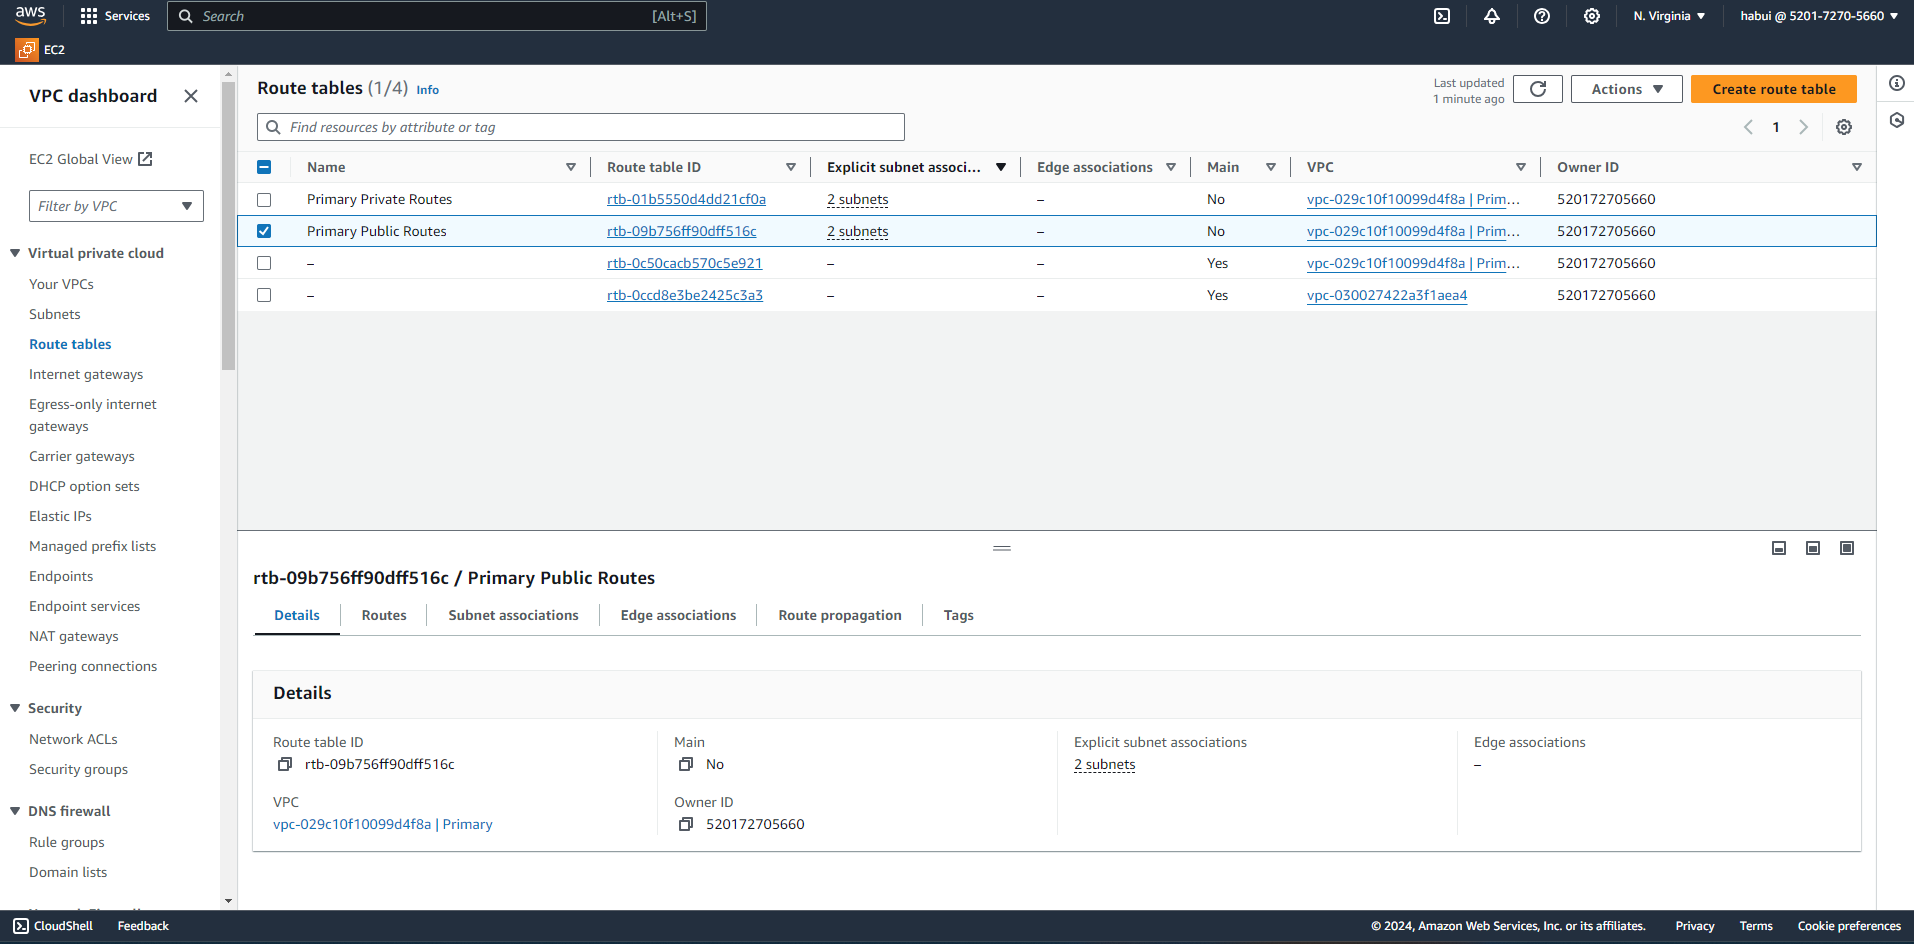 aws
Services
Search
[Alt+S]
N. Virginia
habui @ 5201-7270-5660
EC2
VPC dashboard
EC2 Global View
Filter by VPC
Virtual private cloud
Your VPCs
Subnets
Route tables
Internet gateways
Egress-only internet
gateways
Carrier gateways
DHCP option sets
Elastic IPs
Managed prefix lists
Endpoints
Endpoint services
NAT gateways
Peering connections
Security
Network ACLs
Security groups
DNS firewall
Rule groups
Domain lists
Route tables (1/4) Info
Last updated
1 minute ago
Actions
Create route table
Find resources by attribute or tag
1
Name Route table ID Explicit subnet associ... Edge associations Main VPC Owner ID
Primary Private Routes rtb-01b5550d4dd21cf0a 2 subnets – No vpc-029c10f10099d4f8a | Prim... 520172705660
Primary Public Routes rtb-09b756ff90dff516c 2 subnets – No vpc-029c10f10099d4f8a | Prim... 520172705660
– rtb-0c50cacb570c5e921 – – Yes vpc-029c10f10099d4f8a | Prim... 520172705660
– rtb-0ccd8e3be2425c3a3 – – Yes vpc-030027422a3f1aea4 520172705660
rtb-09b756ff90dff516c / Primary Public Routes
Details Routes Subnet associations Edge associations Route propagation Tags
Details
Route table ID
rtb-09b756ff90dff516c
Main
No
Explicit subnet associations
2 subnets
Edge associations
–
VPC
vpc-029c10f10099d4f8a | Primary
Owner ID
520172705660
CloudShell Feedback
© 2024, Amazon Web Services, Inc. or its affiliates. Privacy Terms Cookie preferences